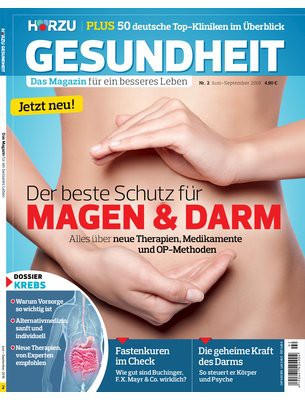 HÖRZU
PLUS 50 deutsche Top-Kliniken im Überblick
GESUNDHEIT
Das Magazin für ein besseres Leben
Nr. 2
4,90 €
Jetzt neu!
Der beste Schutz für
MAGEN & DARM
Alles über neue Therapien, Medikamente
und OP-Methoden
DOSSIER
KREBS
Warum Vorsorge
so wichtig ist
Alternativmedizin,
sanft und
individuell
Neue Therapien,
von Experten
empfohlen
Fastenkuren
im Check
Wie gut sind Buchinger,
F. X. Mayr & Co. wirklich?
Die geheime Kraft
des Darms
So steuert er Körper
und Psyche